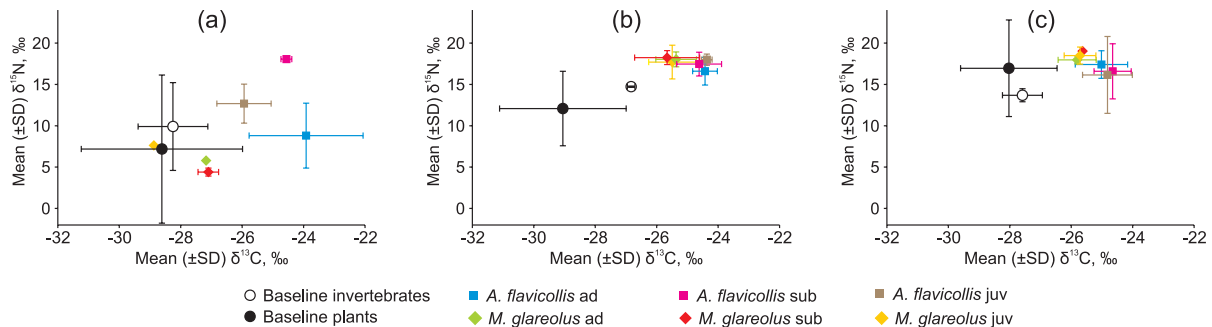 (a)
(b)
(c)
Mean (±SD) δ¹⁵N, ‰
20
15
10
5
0
-32 -30 -28 -26 -24 -22
Mean (±SD) δ¹³C, ‰
Mean (±SD) δ¹⁵N, ‰
20
15
10
5
0
-32 -30 -28 -26 -24 -22
Mean (±SD) δ¹³C, ‰
Mean (±SD) δ¹⁵N, ‰
20
15
10
5
0
-32 -30 -28 -26 -24 -22
Mean (±SD) δ¹³C, ‰
Baseline invertebrates
Baseline plants
A. flavicollis ad
M. glareolus ad
A. flavicollis sub
M. glareolus sub
A. flavicollis juv
M. glareolus juv